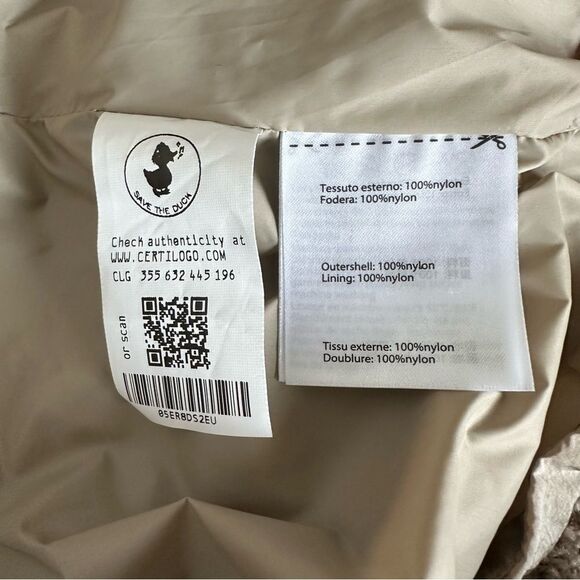 SAVE THE DUCK
Check authenticity at
WWW.CERTILOGO.COM
CLG 355 632 445 196
or scan
05ER8DS2EU
Tessuto esterno: 100%nylon
Fodera: 100%nylon
Outershell: 100%nylon
Lining: 100%nylon
Tissu externe: 100%nylon
Doublure: 100%nylon